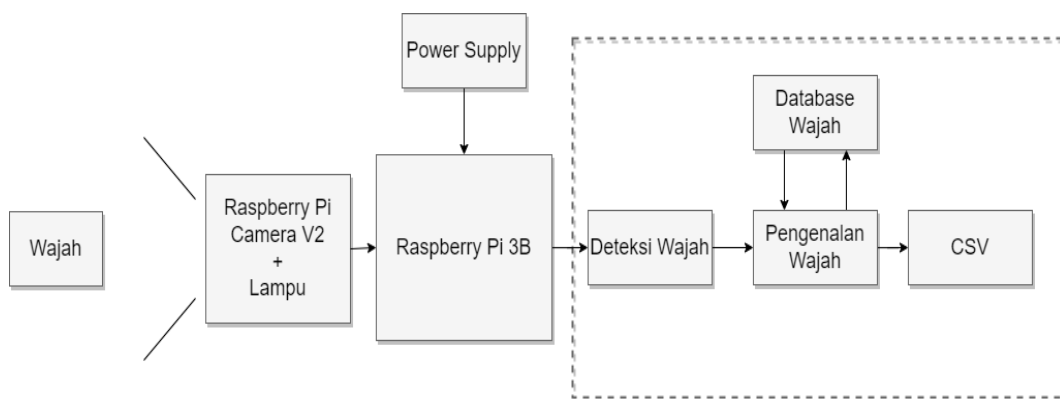 Power Supply
Database
Wajah
Wajah
Raspberry Pi
Camera V2
+
Lampu
Raspberry Pi 3B
Deteksi Wajah
Pengenalan
Wajah
CSV